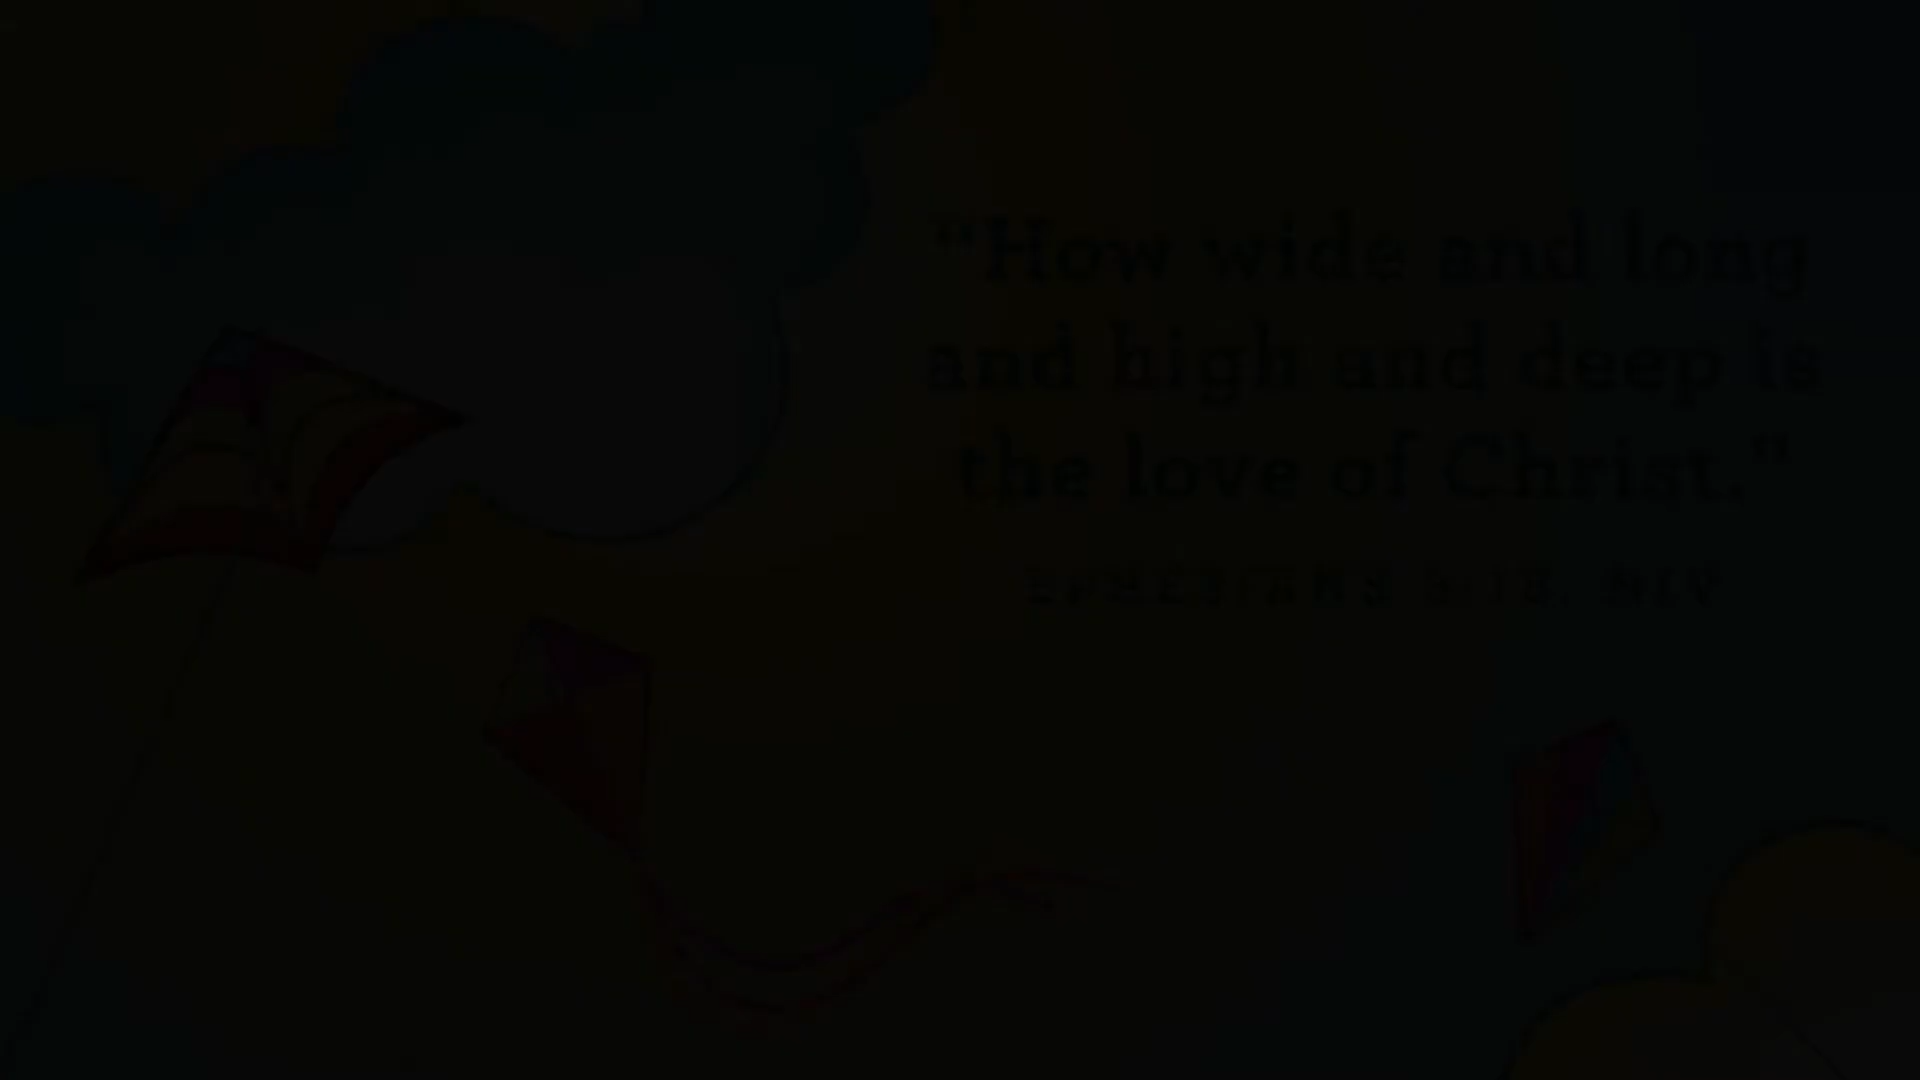 “How wide and long
and high and deep is
the love of Christ.”
EPHESIANS 3:18, NIV